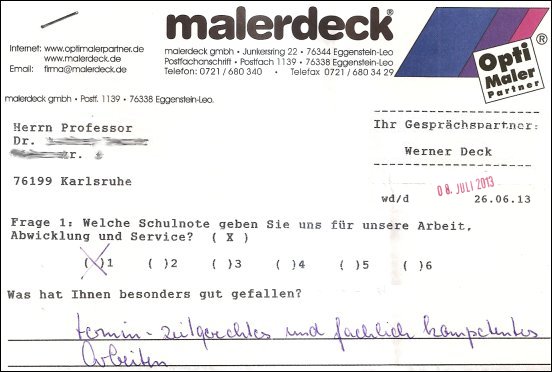 malerdeck®
Internet: www.optimalerpartner.de
www.malerdeck.de
Email: firma@malerdeck.de
malerdeck gmbh • Junkersring 22 • 76344 Eggenstein-Leo
Postfachanschrift • Postfach 1139 • 76338 Eggenstein-Leo
Telefon: 0721 / 680 340 • Telefax 0721 / 680 34 29
®
Opti
Maler
Partner
malerdeck gmbh • Postf. 1139 • 76338 Eggenstein-Leo.
Herrn Professor
Dr.
r.
76199 Karlsruhe
Ihr Gesprächspartner:
Werner Deck
08. JULI 2013
wd/d 26.06.13
Frage 1: Welche Schulnote geben Sie uns für unsere Arbeit,
Abwicklung und Service? ( X )
( )1 ( )2 ( )3 ( )4 ( )5 ( )6
Was hat Ihnen besonders gut gefallen?
termin-zeitgerechtes und fachlich kompetentes
Arbeiten